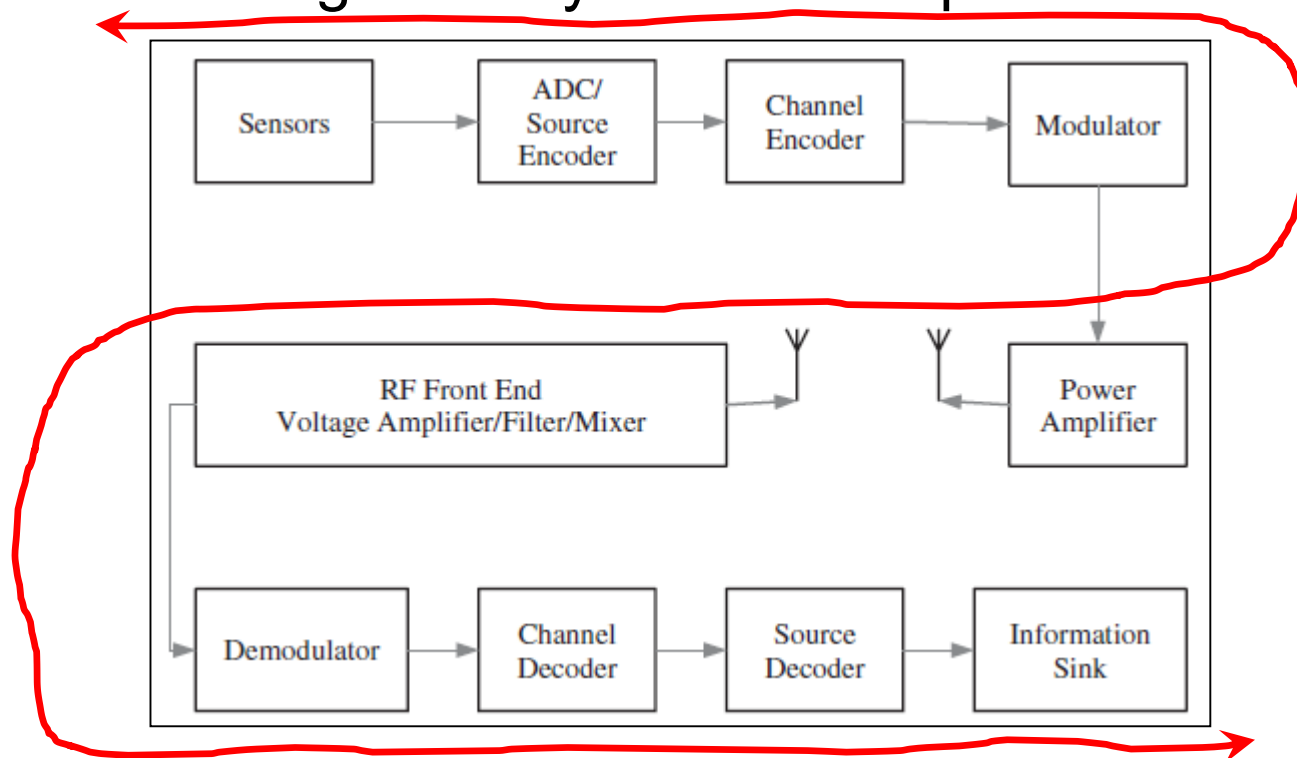 Sensors
ADC/
Source
Encoder
Channel
Encoder
Modulator
RF Front End
Voltage Amplifier/Filter/Mixer
Power
Amplifier
Demodulator
Channel
Decoder
Source
Decoder
Information
Sink